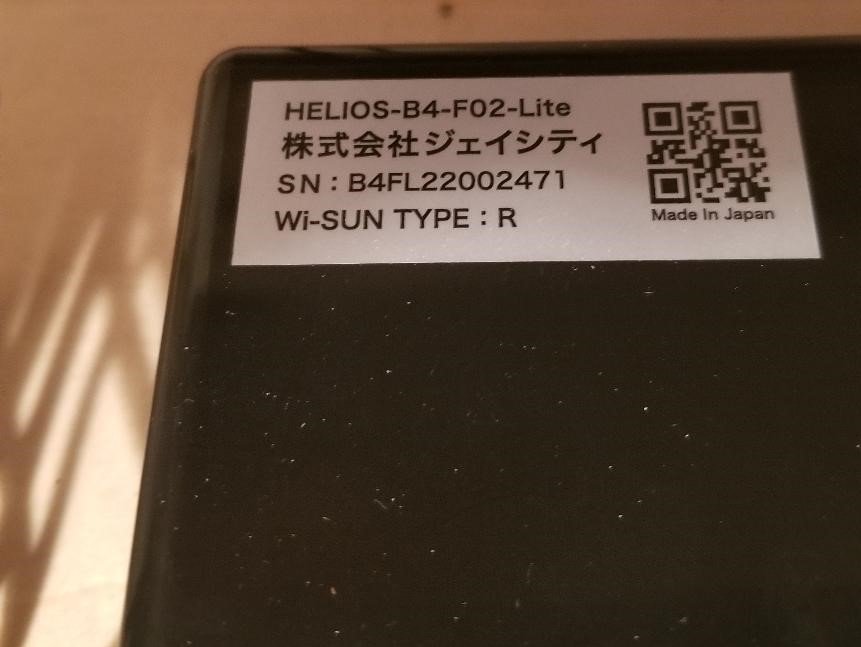 HELIOS-B4-F02-Lite
株式会社ジェイシティ
SN：B4FL22002471
Wi-SUN TYPE：R
Made In Japan